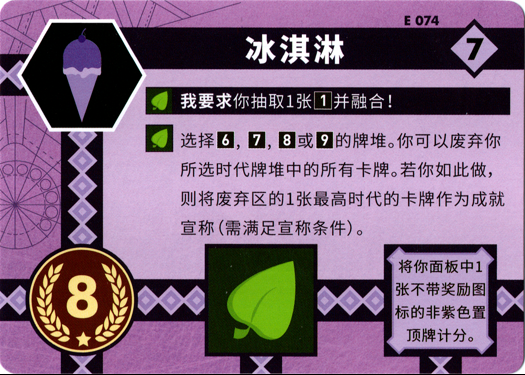 E 074
冰淇淋
7
我要求你抽取1张1并融合!
选择6, 7, 8或9的牌堆。你可以废弃你
所选时代牌堆中的所有卡牌。若你如此做,
则将废弃区的1张最高时代的卡牌作为成就
宣称(需满足宣称条件)。
8
将你面板中1
张不带奖励图
标的非紫色置
顶牌计分。